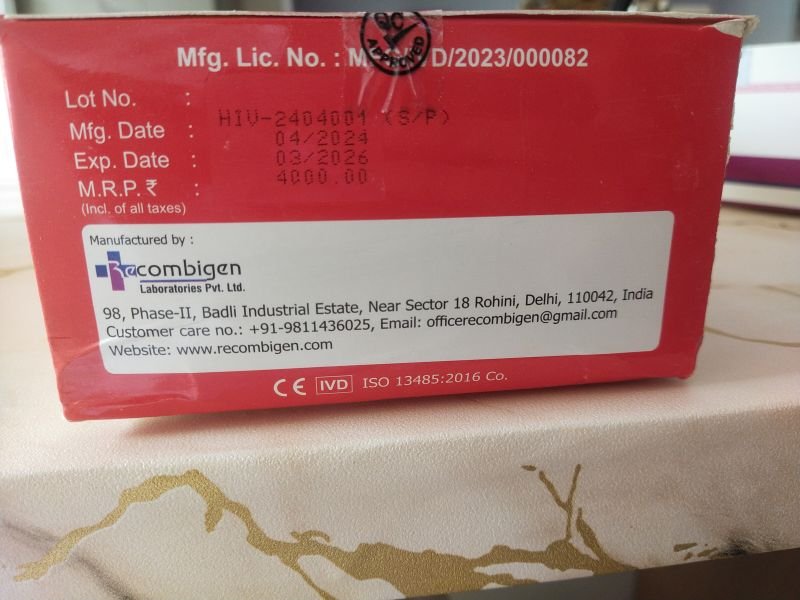 QC
APPROVED
Mfg. Lic. No. : D/2023/000082
Lot No. : HIV-2404001 (S/P)
Mfg. Date : 04/2024
Exp. Date : 03/2026
M.R.P. ₹ : 4000.00
(Incl. of all taxes)
Manufactured by :
Recombigen
Laboratories Pvt. Ltd.
98, Phase-II, Badli Industrial Estate, Near Sector 18 Rohini, Delhi, 110042, India
Customer care no.: +91-9811436025, Email: officerecombigen@gmail.com
Website: www.recombigen.com
CE IVD ISO 13485:2016 Co.